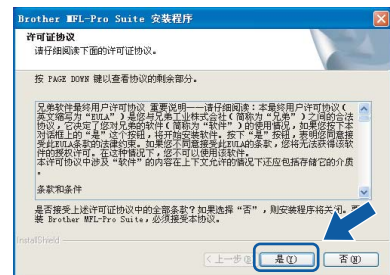 Brother MFL-Pro Suite 安装程序
许可证协议
请仔细阅读下面的许可证协议。
按 PAGE DOWN 键以查看协议的剩余部分。
兄弟软件最终用户许可协议 重要说明——请仔细阅读：本最终用户许可协议(
英文缩写为“EULA”)是您与兄弟工业株式会社(简称为“兄弟”)之间的合法
协议，它决定了您对兄弟的软件(简称为“软件”)的使用情况，如果您按下本
对话框上的“是”这个按钮，将开始安装软件。按下“是”按钮，表明您同意接
受此EULA条款的法律约束。如果您不同意接受此EULA的条款，您将无法获得该软
件的授权许可。在这种情况下，您不可以使用该软件。
本许可协议中涉及“软件”的内容在上下文允许的情况下还应包括存储它的介质
。
条款和条件
是否接受上述许可证协议中的全部条款？如果选择“否”，则安装程序将关闭。要
装 Brother MFL-Pro Suite，必须接受本协议。
InstallShield
<上一步(B)
是(Y)
否(N)